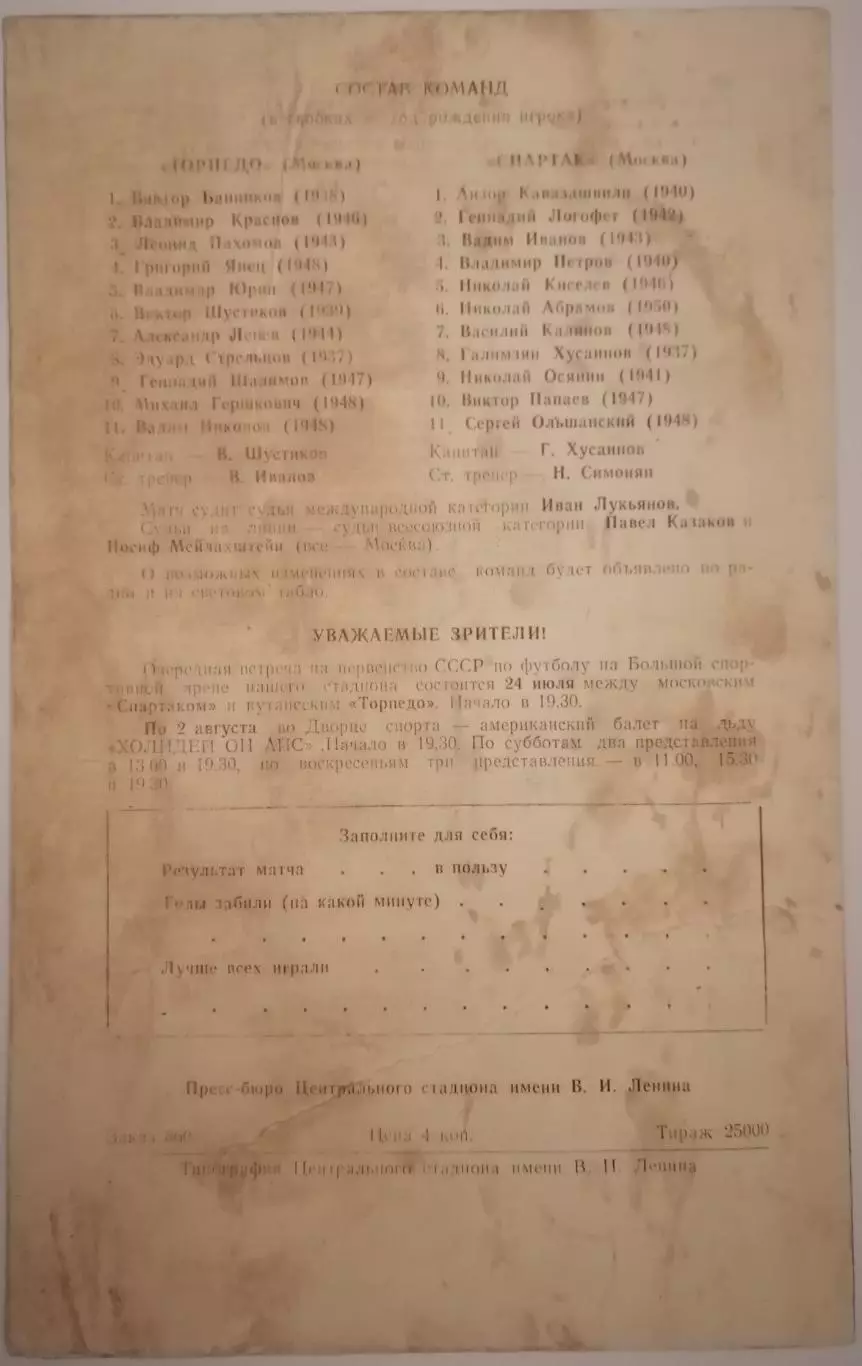 СОСТАВ КОМАНД
(в скобках — год рождения игрока)
«ТОРПЕДО» (Москва)
1. Виктор Банников (1938)
2. Владимир Краснов (1946)
3. Леонид Пахомов (1943)
4. Григорий Янец (1948)
5. Владимир Юрин (1947)
6. Виктор Шустиков (1939)
7. Александр Ленев (1944)
8. Эдуард Стрельцов (1937)
9. Геннадий Шалимов (1947)
10. Михаил Гершкович (1948)
11. Вадим Никонов (1948)
Капитан — В. Шустиков
Ст. тренер — В. Иванов
«СПАРТАК» (Москва)
1. Анзор Кавазашвили (1940)
2. Геннадий Логофет (1942)
3. Вадим Иванов (1943)
4. Владимир Петров (1940)
5. Николай Киселев (1946)
6. Николай Абрамов (1950)
7. Василий Калинов (1948)
8. Галимзян Хусаинов (1937)
9. Николай Осянин (1941)
10. Виктор Папаев (1947)
11. Сергей Ольшанский (1948)
Капитан — Г. Хусаинов
Ст. тренер — Н. Симонян
Матч судит судья международной категории Иван Лукьянов.
Судьи на линии — судьи всесоюзной категории Павел Казаков и
Иосиф Мейлахштейн (все — Москва).
О возможных изменениях в составе команд будет объявлено по ра-
дио и на световом табло.
УВАЖАЕМЫЕ ЗРИТЕЛИ!
Очередная встреча на первенство СССР по футболу на Большой спор-
тивной арене нашего стадиона состоится 24 июля между московским
«Спартаком» и кутаисским «Торпедо». Начало в 19.30.
По 2 августа во Дворце спорта — американский балет на льду
«ХОЛИДЕЙ ОН АЙС» .Начало в 19,30. По субботам два представления
в 13.00 и 19.30, по воскресеньям три представления — в 11.00, 15.30
и 19.30
Заполните для себя:
Результат матча . . . в пользу . . . . .
Голы забили (на какой минуте) . . . . . . .
. . . . . . . . . . . . .
Лучше всех играли . . . . . . . . .
. . . . . . . . . . . . . .
Пресс-бюро Центрального стадиона имени В. И. Ленина
Заказ 860 Цена 4 коп. Тираж 25000
Типография Центрального стадиона имени В. И. Ленина